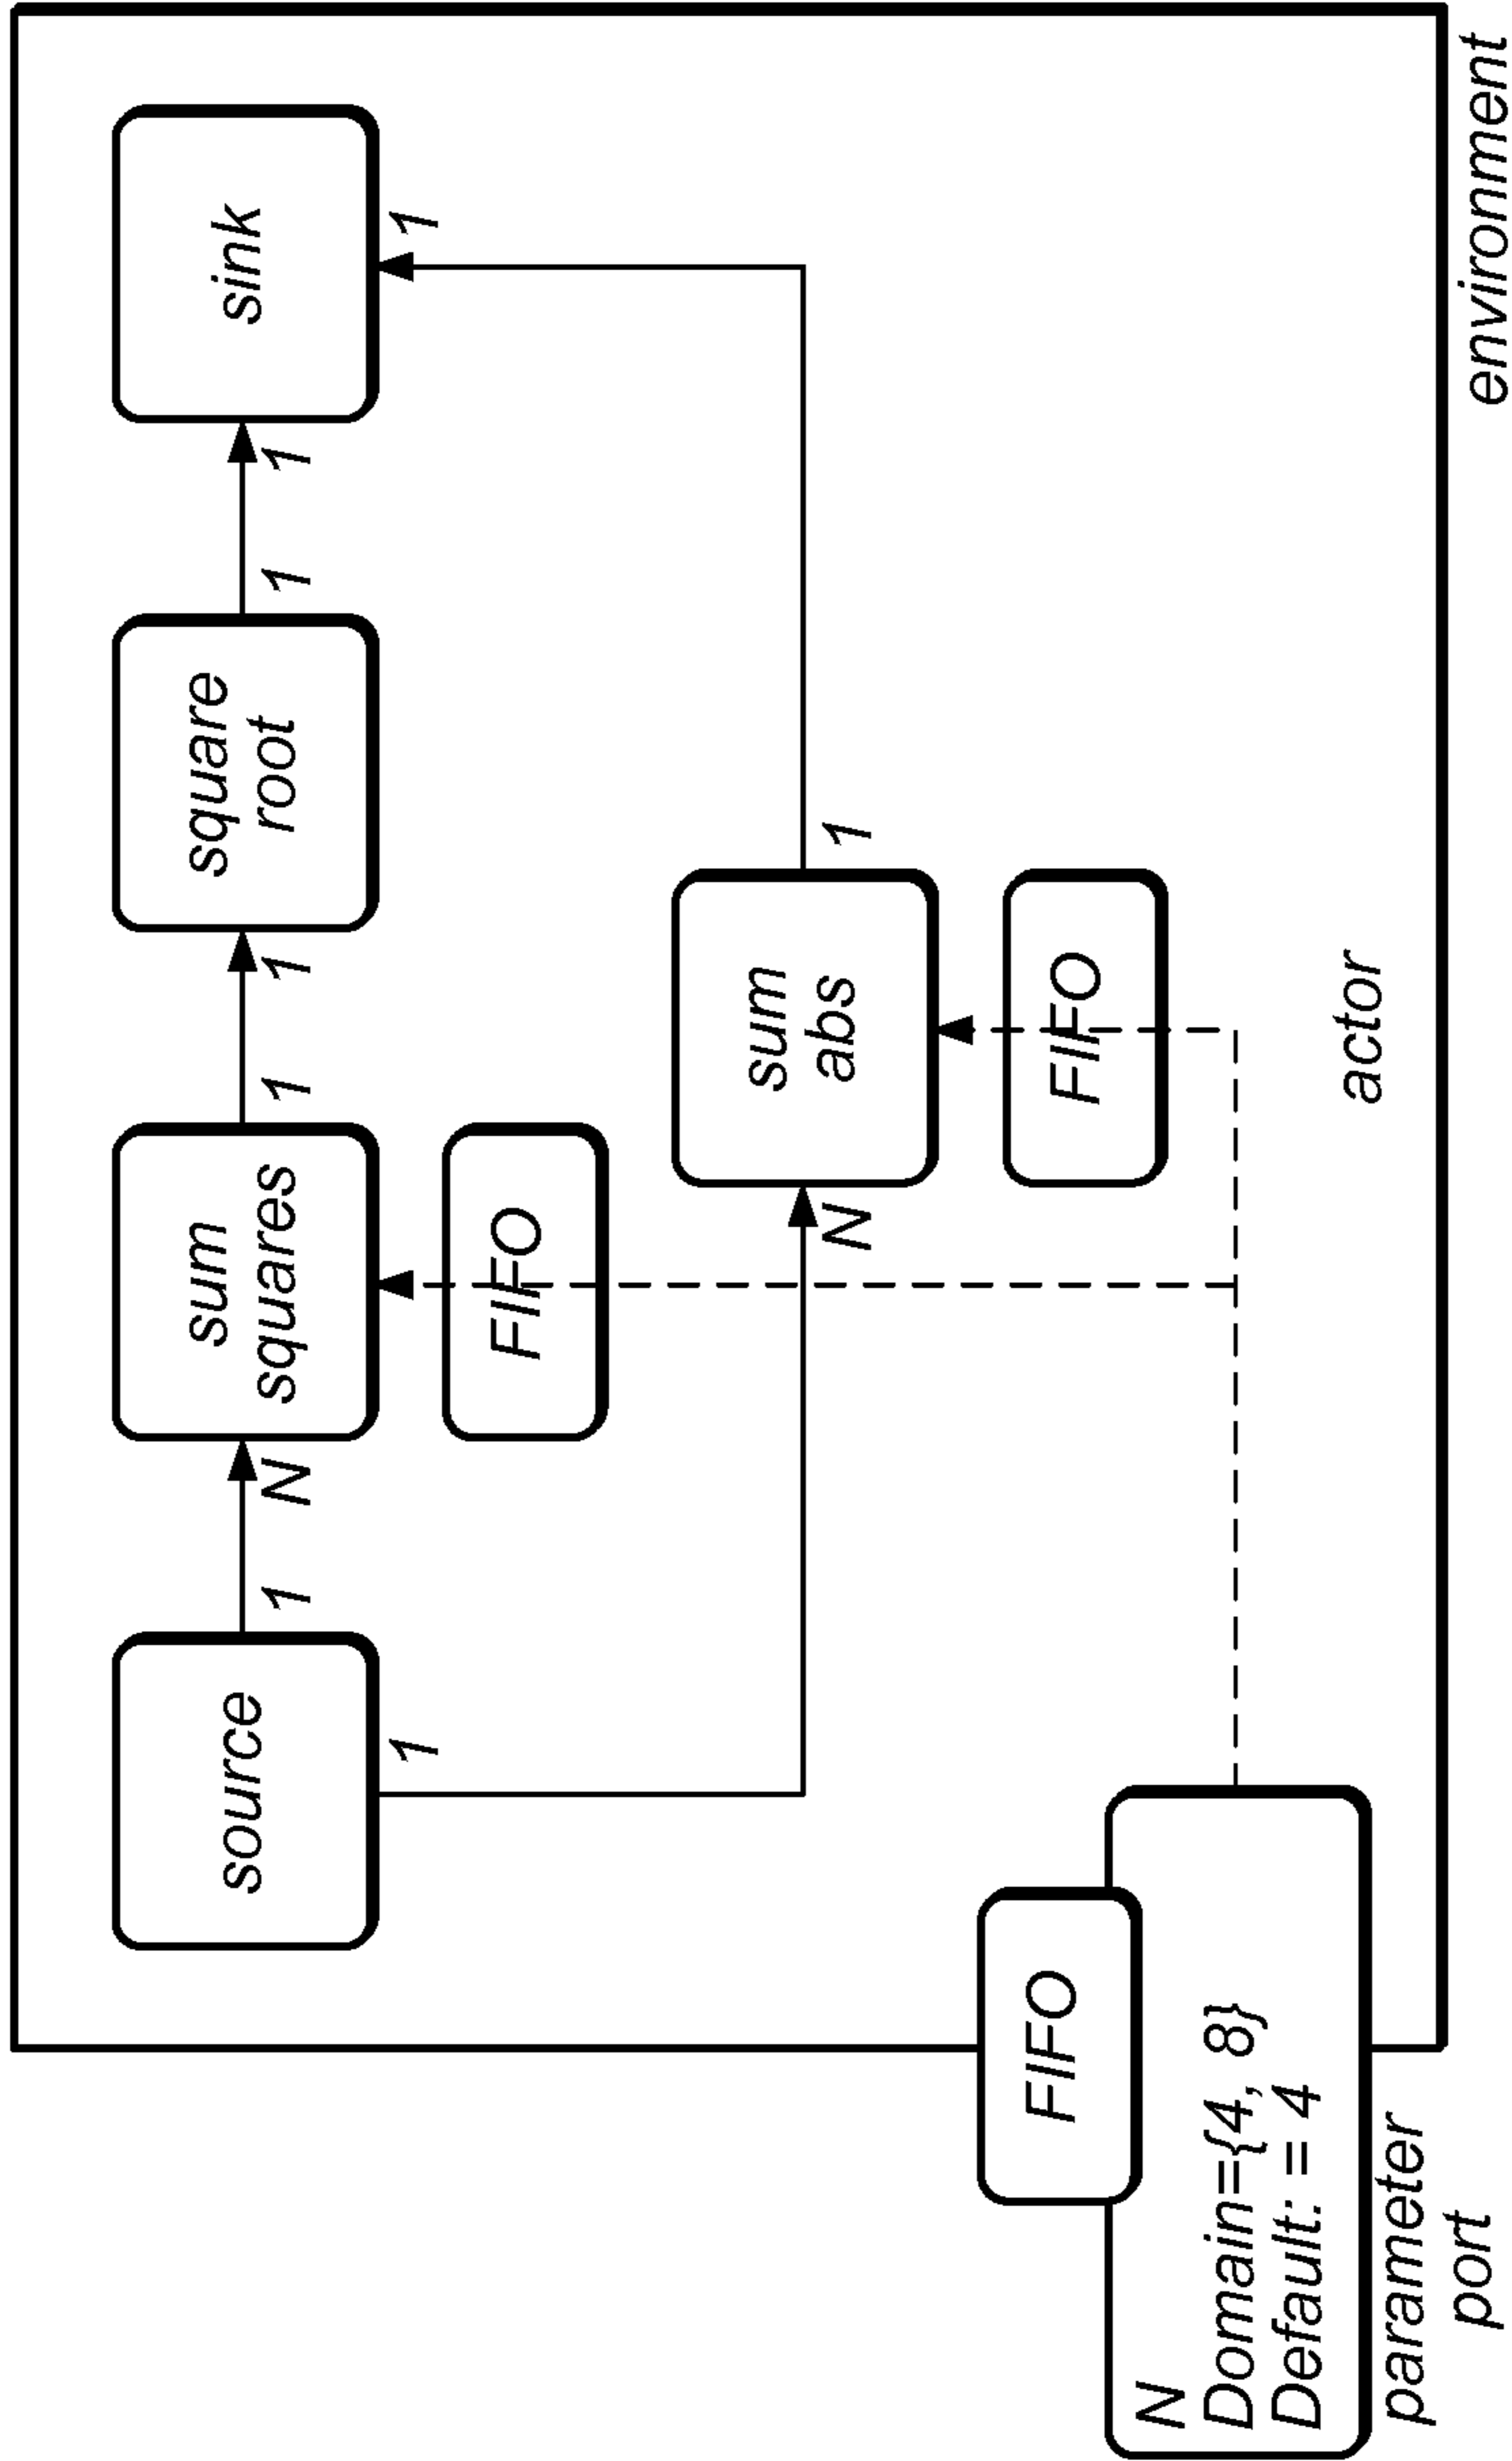 source
1
N
sum
squares
1
1
square
root
1
1
sink
1
1
FIFO
N
sum
abs
1
FIFO
FIFO
N
Domain={4, 8}
Default: = 4
parameter
port
actor
environment